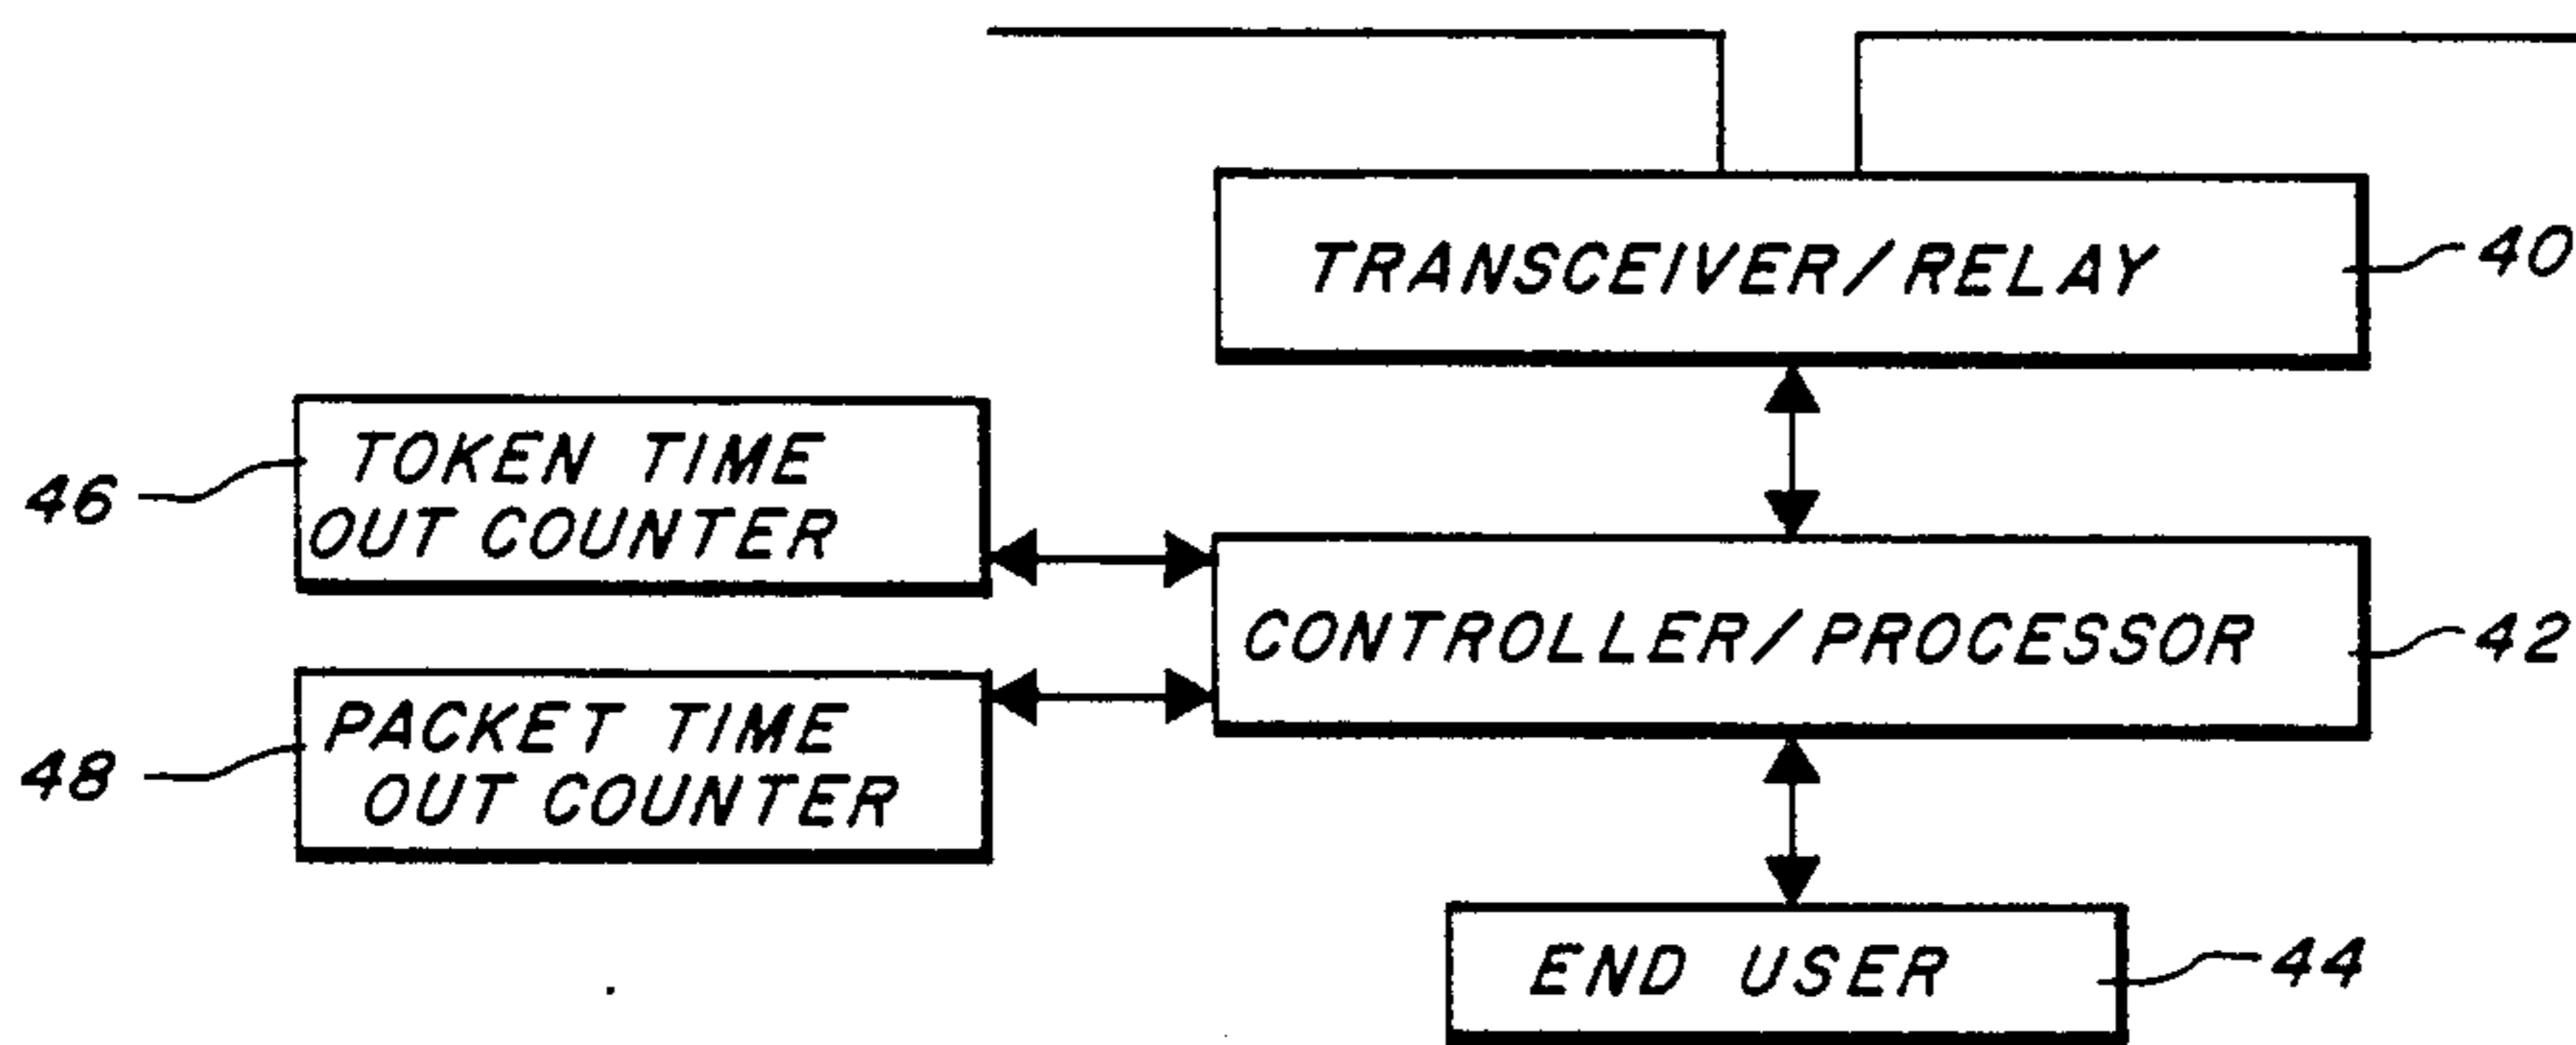 TRANSCEIVER/RELAY
40
TOKEN TIME
OUT COUNTER
46
CONTROLLER/PROCESSOR
42
PACKET TIME
OUT COUNTER
48
END USER
44